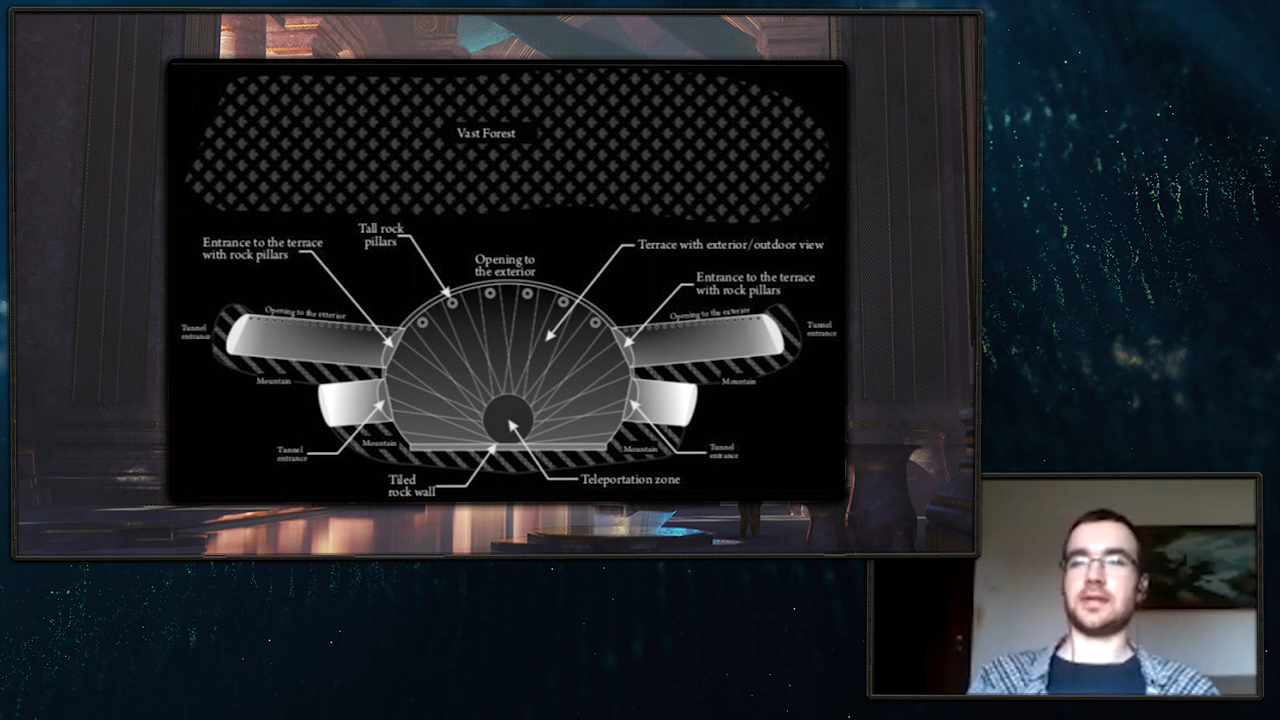 Vast Forest
Tall rock
pillars
Entrance to the terrace
with rock pillars
Opening to
the exterior
Terrace with exterior/outdoor view
Entrance to the terrace
with rock pillars
Opening to the exterior
Opening to the exterior
Tunnel
entrance
Tunnel
entrance
Mountain
Mountain
Mountain
Mountain
Tunnel
entrance
Tunnel
entrance
Tiled
rock wall
Teleportation zone